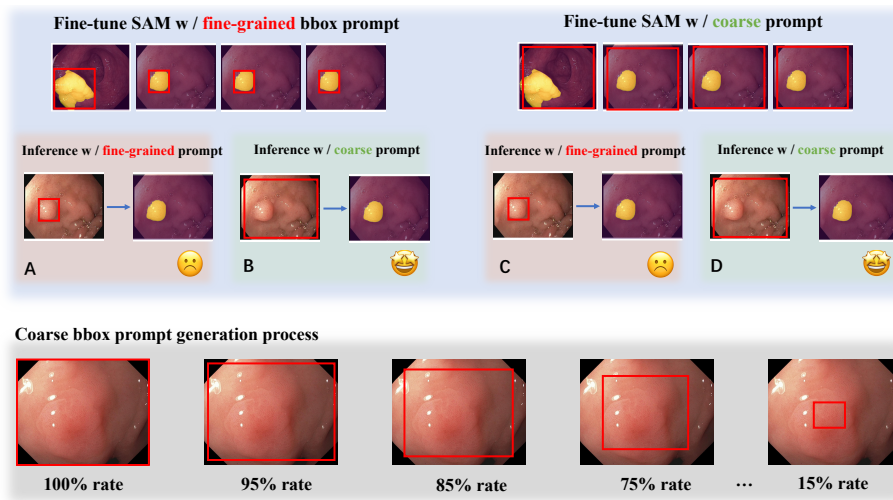 Fine-tune SAM w / fine-grained bbox prompt
Fine-tune SAM w / coarse prompt
Inference w / fine-grained prompt
Inference w / coarse prompt
Inference w / fine-grained prompt
Inference w / coarse prompt
A
B
C
D
Coarse bbox prompt generation process
100% rate
95% rate
85% rate
75% rate
...
15% rate